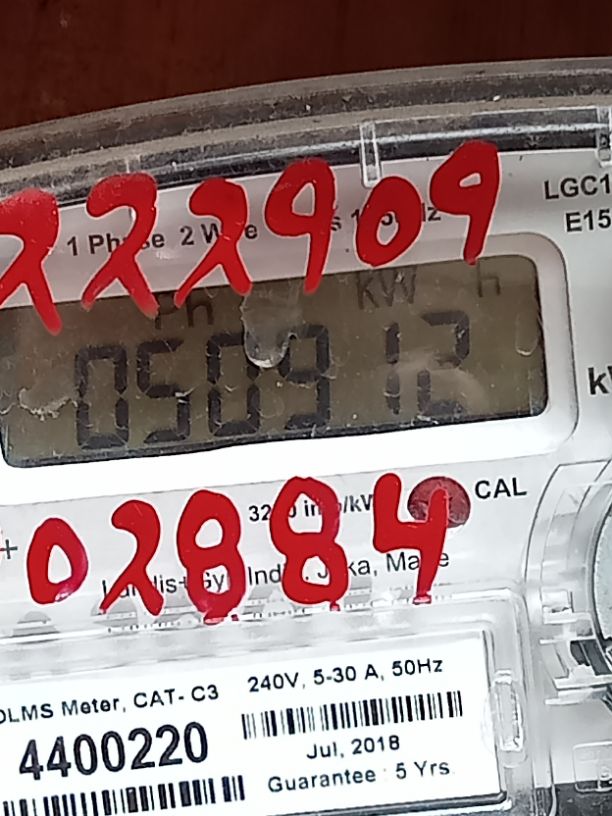 LGC1
E15
222909
1 Phase 2 Wire
Ph KW h
050912
CAL
02884
DLMS Meter, CAT- C3
240V, 5-30 A, 50Hz
4400220
Jul, 2018
Guarantee : 5 Yrs.